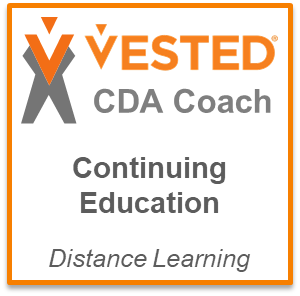 VESTED®
CDA Coach
Continuing
Education
Distance Learning